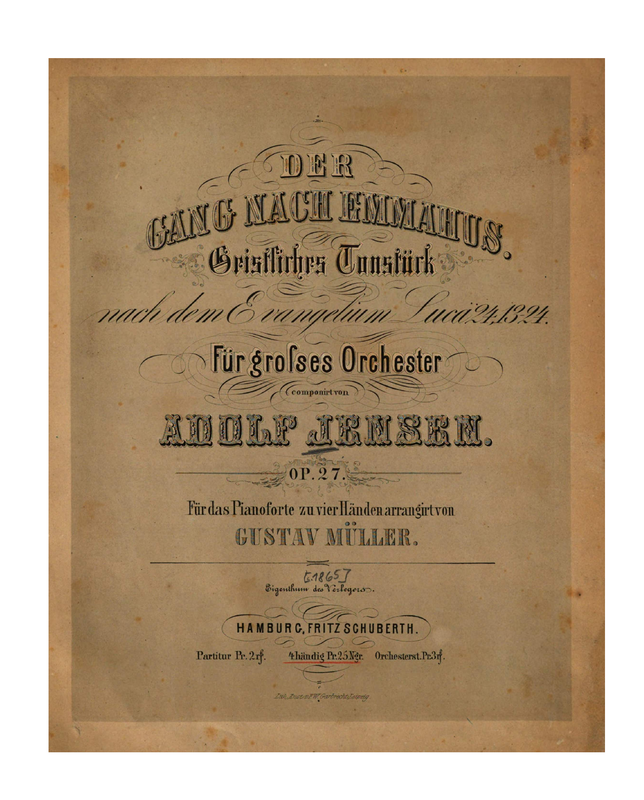 DER
GANG NACH EMMAHUS.
Geistliches Tonstück
nach dem Evangelium Lucä 24, 13-24.
Für großes Orchester
componirt von
ADOLF JENSEN.
OP. 27.
Für das Pianoforte zu vier Händen arrangirt von
GUSTAV MÜLLER.
[1865]
Eigenthum des Verlegers.
HAMBURG, FRITZ SCHUBERTH.
Partitur Pr. 2 rf. 4händig Pr. 25 Ngr. Orchesterst. Pr. 3 rf.
Leipzig